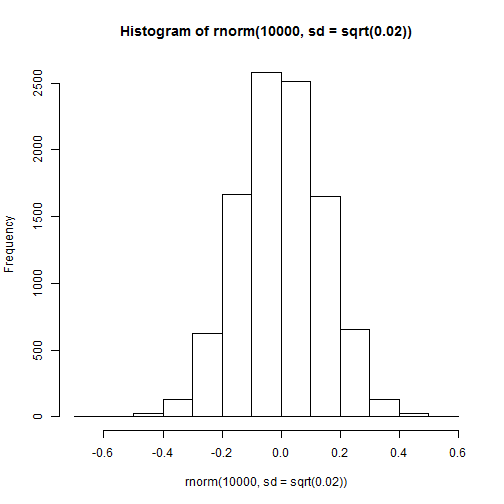 Histogram of rnorm(10000, sd = sqrt(0.02))
Frequency
2500
2000
1500
1000
500
0
-0.6 -0.4 -0.2 0.0 0.2 0.4 0.6
rnorm(10000, sd = sqrt(0.02))